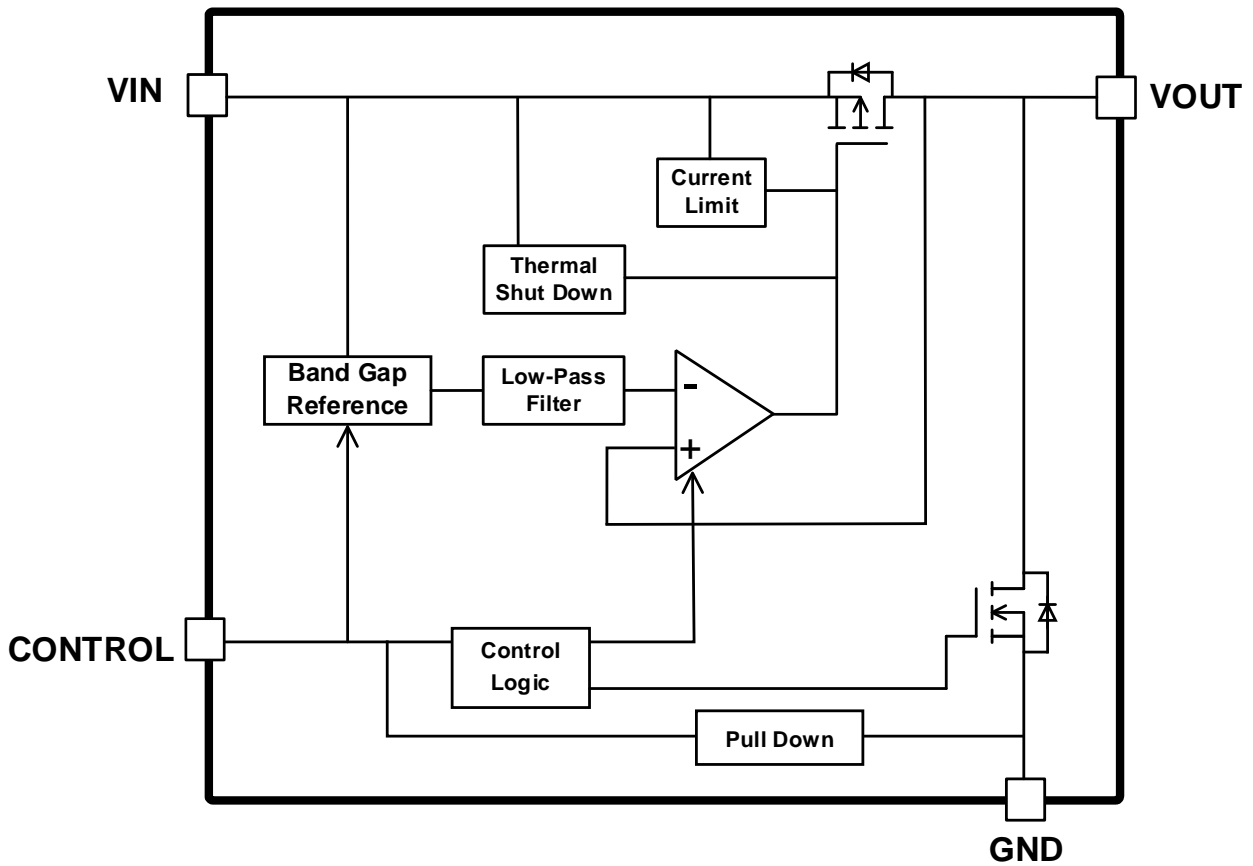 VIN
VOUT
Current
Limit
Thermal
Shut Down
Band Gap
Reference
Low-Pass
Filter
-
+
CONTROL
Control
Logic
Pull Down
GND